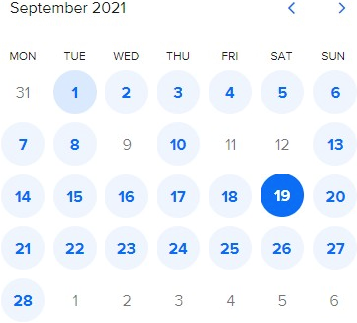 September 2021
MON TUE WED THU FRI SAT SUN
31 1 2 3 4 5 6
7 8 9 10 11 12 13
14 15 16 17 18 19 20
21 22 23 24 25 26 27
28 1 2 3 4 5 6